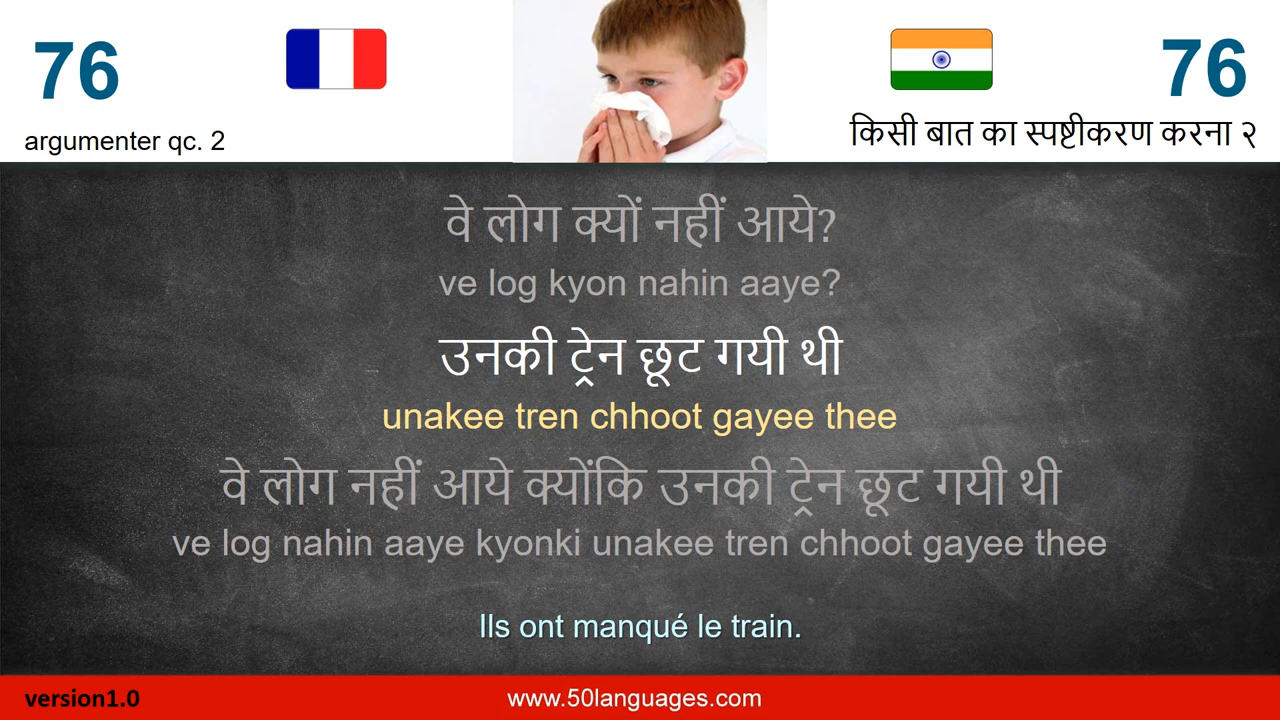 76
76
argumenter qc. 2
किसी बात का स्पष्टीकरण करना २
वे लोग क्यों नहीं आये?
ve log kyon nahin aaye?
उनकी ट्रेन छूट गयी थी
unakee tren chhoot gayee thee
वे लोग नहीं आये क्योंकि उनकी ट्रेन छूट गयी थी
ve log nahin aaye kyonki unakee tren chhoot gayee thee
Ils ont manqué le train.
version1.0
www.50languages.com